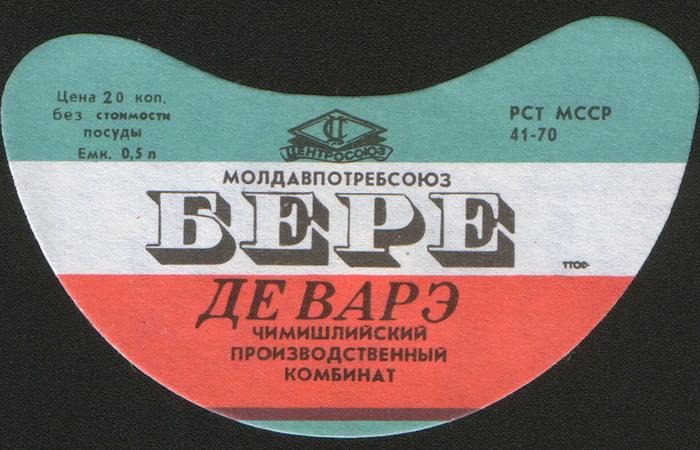 Цена 20 коп.
без стоимости
посуды
Емк. 0,5 л
ЦЕНТРОСОЮЗ
РСТ МССР
41-70
МОЛДАВПОТРЕБСОЮЗ
БЕРЕ
ДЕ ВАРЭ
ЧИМИШЛИЙСКИЙ
ПРОИЗВОДСТВЕННЫЙ
КОМБИНАТ